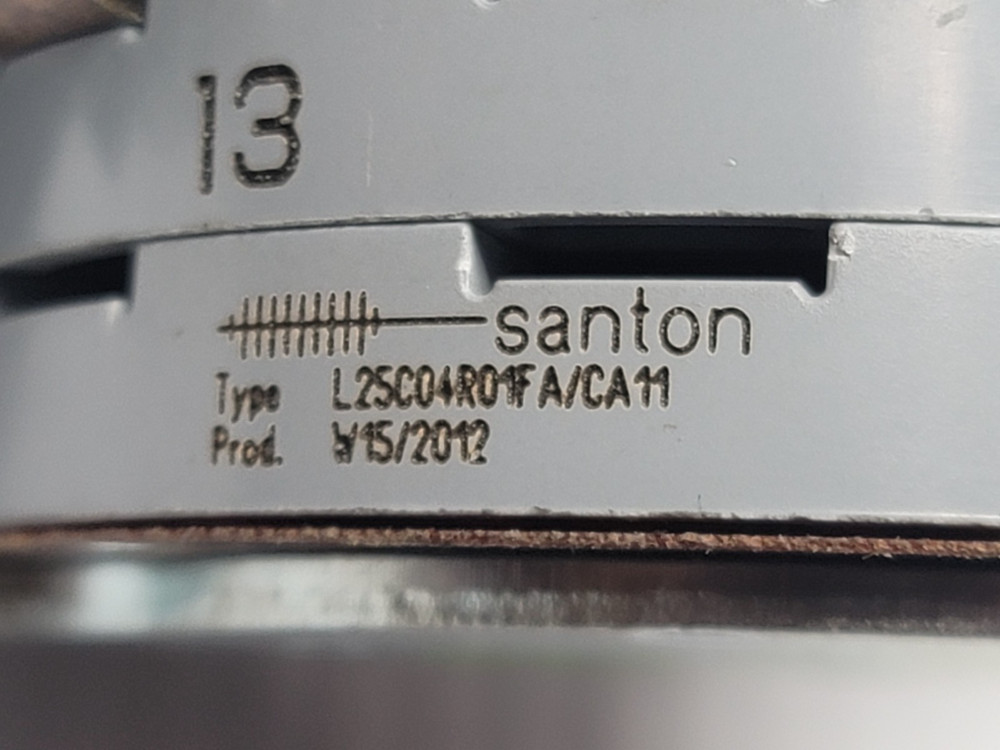 13
santon
Type L25C04R01FA/CA11
Prod. W15/2012